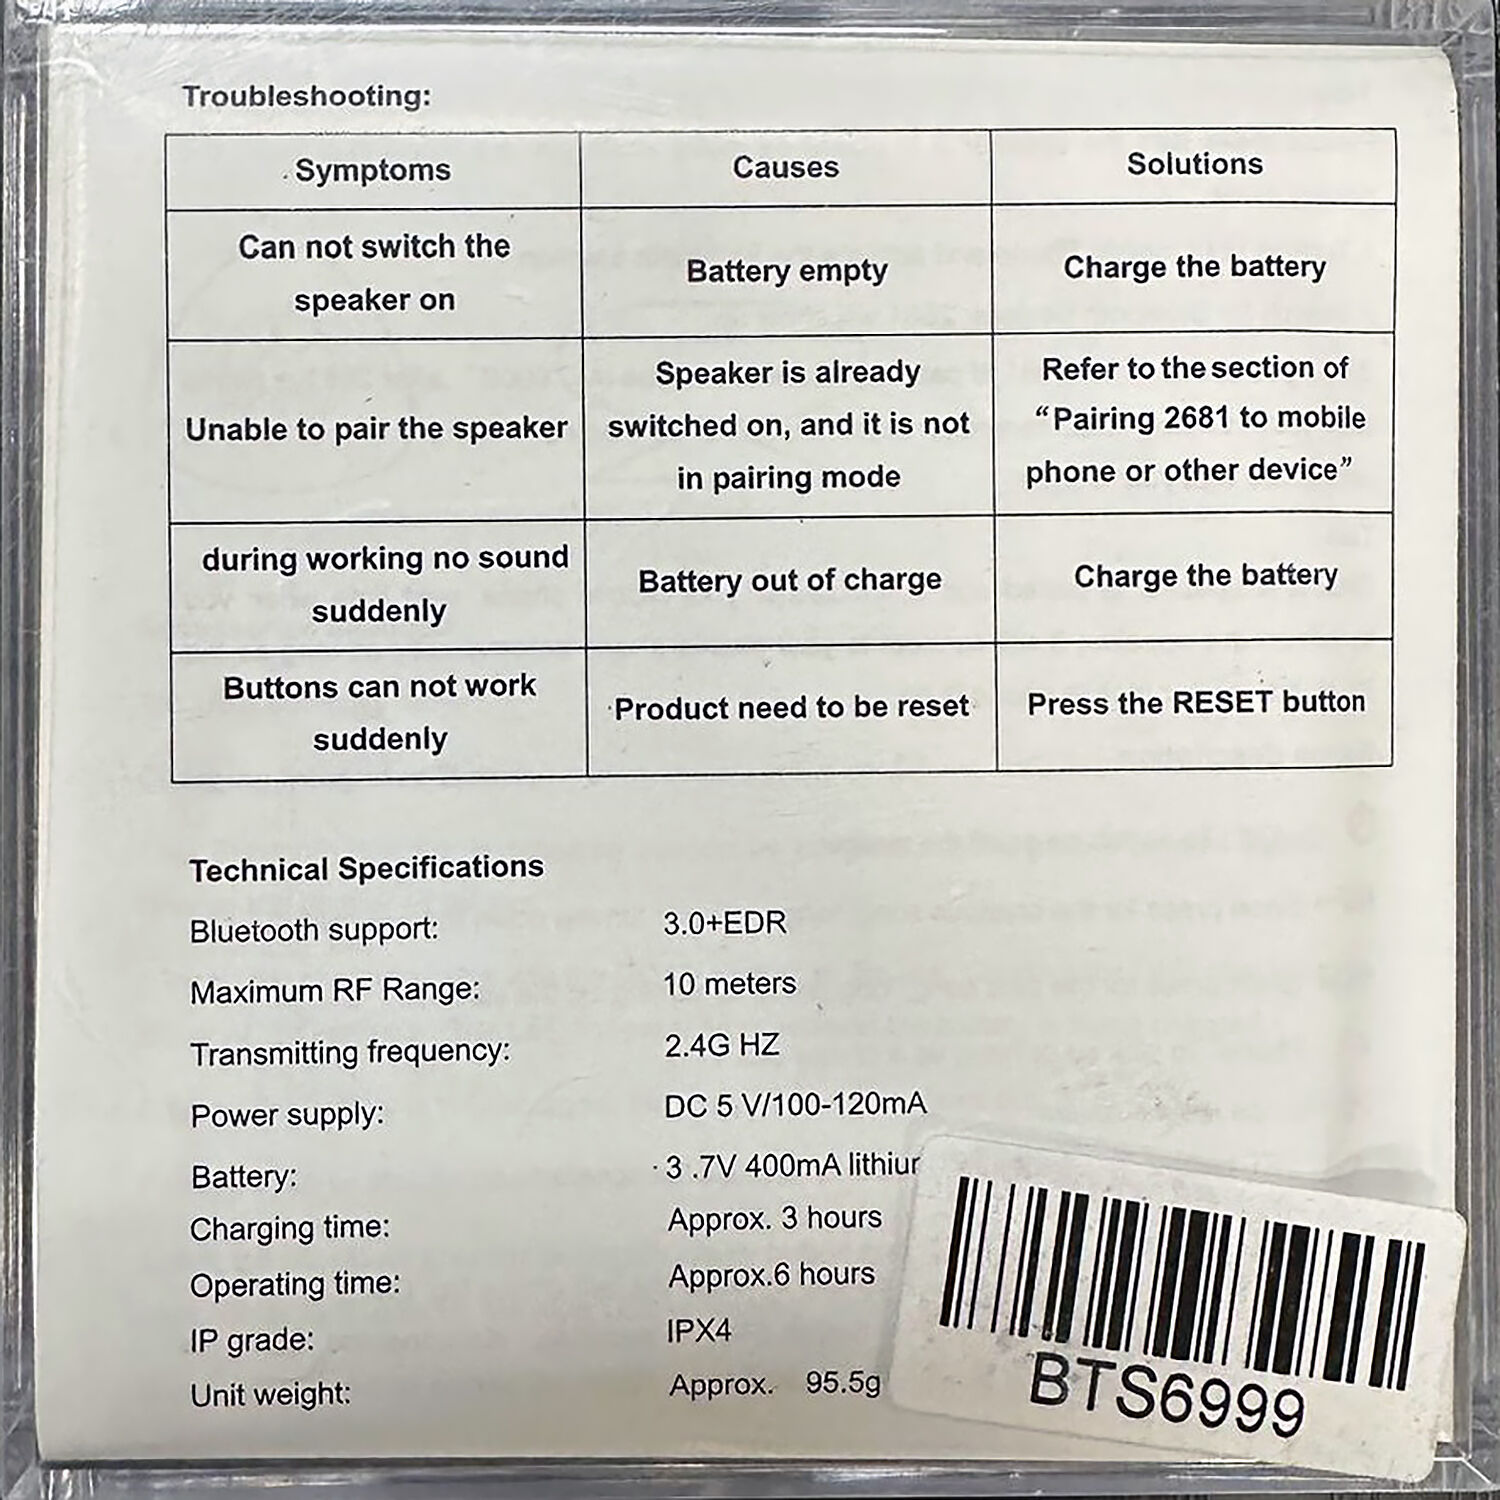 Troubleshooting:
Symptoms
Causes
Solutions
Can not switch the
speaker on
Battery empty
Charge the battery
Unable to pair the speaker
Speaker is already
switched on, and it is not
in pairing mode
Refer to the section of
“Pairing 2681 to mobile
phone or other device”
during working no sound
suddenly
Battery out of charge
Charge the battery
Buttons can not work
suddenly
Product need to be reset
Press the RESET button
Technical Specifications
Bluetooth support: 3.0+EDR
Maximum RF Range: 10 meters
Transmitting frequency: 2.4G HZ
Power supply: DC 5 V/100-120mA
Battery: 3 .7V 400mA
Charging time: Approx. 3 hours
Operating time: Approx.6 hours
IP grade: IPX4
Unit weight: Approx. 95.5g
BTS6999